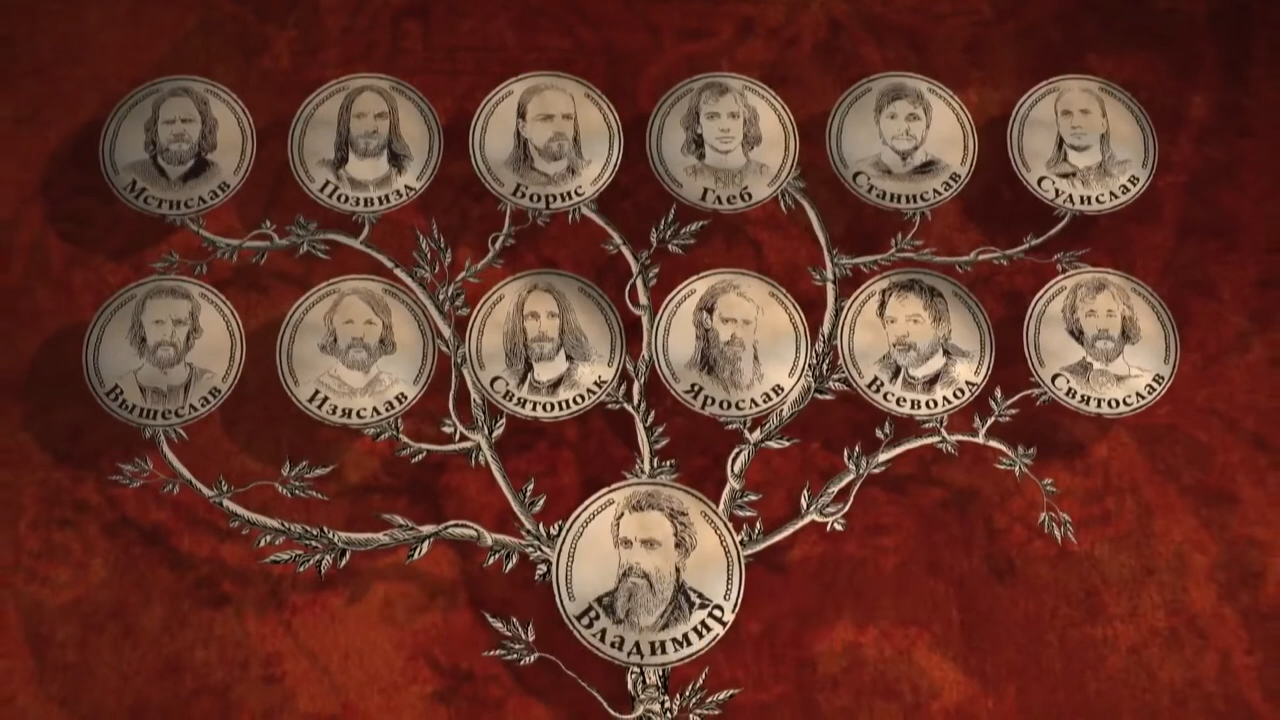 Мстислав
Позвизд
Борис
Глеб
Станислав
Судислав
Вышеслав
Изяслав
Святополк
Ярослав
Всеволод
Святослав
Владимир